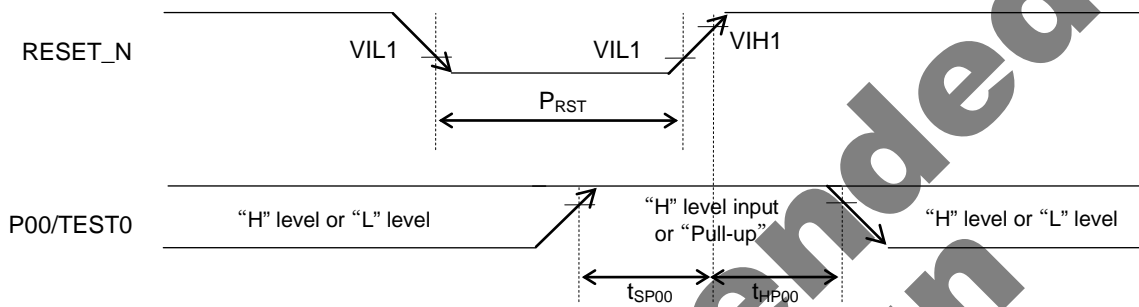 RESET_N
VIL1
VIL1
VIH1
PRST
P00/TEST0
“H” level or “L” level
“H” level input
or “Pull-up”
“H” level or “L” level
tSP00
tHP00
ended
n